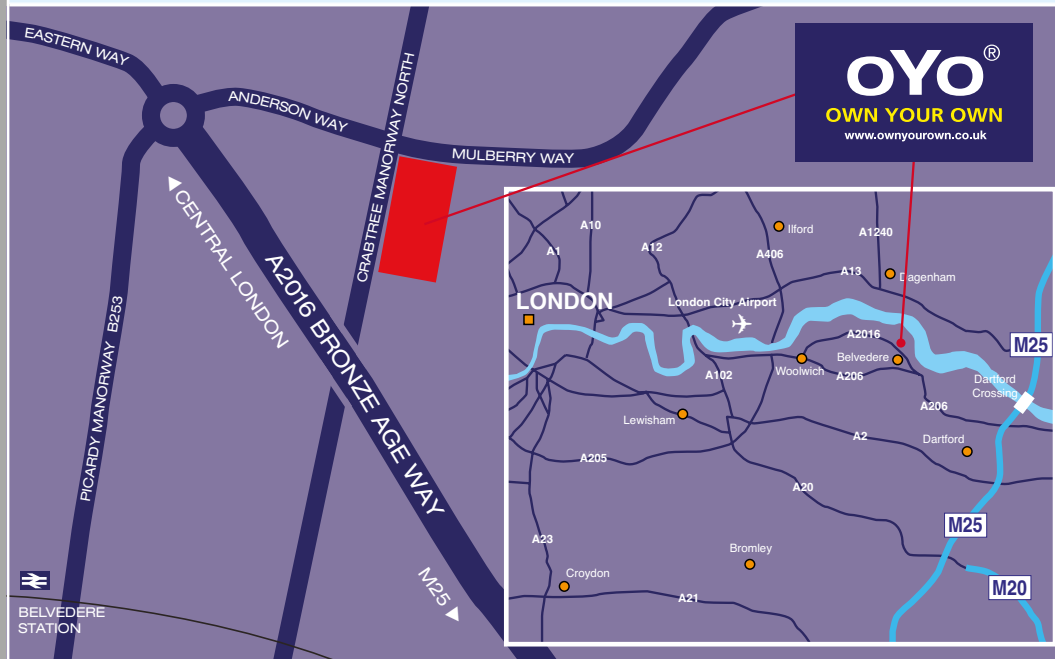 EASTERN WAY
ANDERSON WAY
CRABTREE MANORWAY NORTH
MULBERRY WAY
oYo®
OWN YOUR OWN
www.ownyourown.co.uk
CENTRAL LONDON
A2016 BRONZE AGE WAY
PICARDY MANORWAY B253
M25
BELVEDERE
STATION
A10
A1
A12
A406
Ilford
A1240
A13
Dagenham
LONDON
London City Airport
A2016
Belvedere
Woolwich
A206
A102
M25
Dartford
Crossing
A206
Lewisham
A2
Dartford
A205
A20
M25
A23
Bromley
Croydon
M20
A21